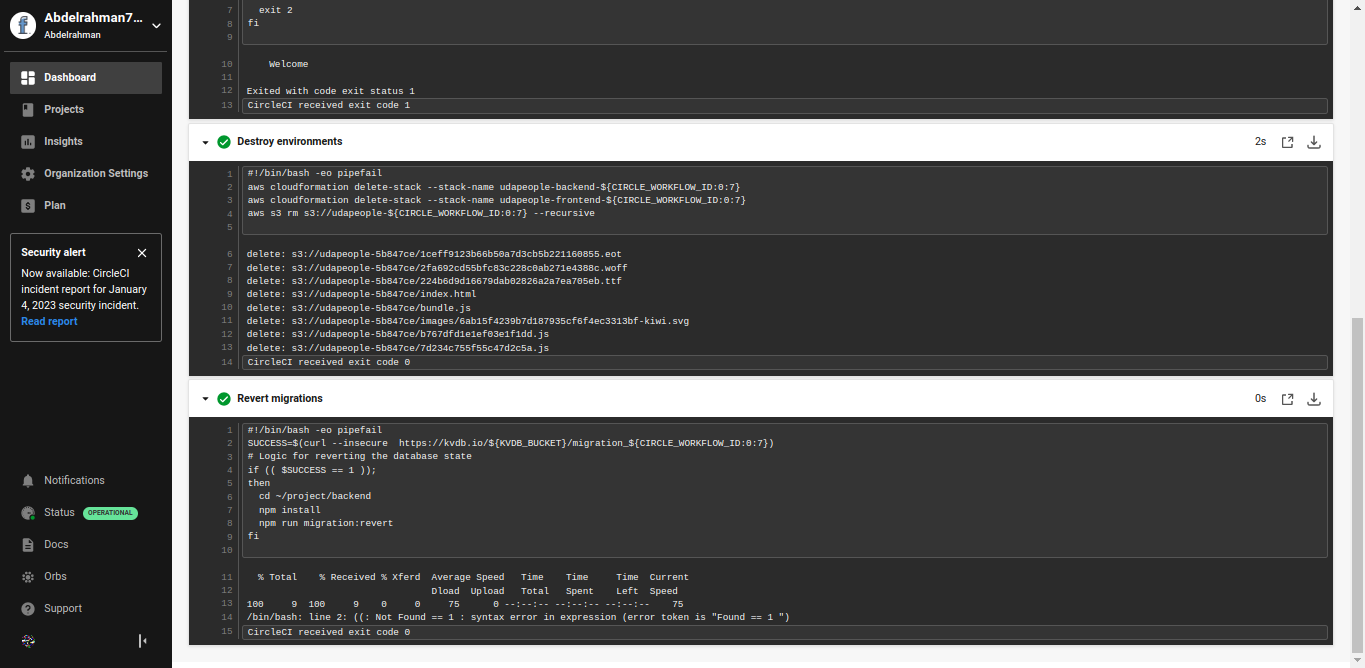 Abdelrahman7...
Abdelrahman
Dashboard
Projects
Insights
Organization Settings
Plan
Security alert
Now available: CircleCI
incident report for January
4, 2023 security incident.
Read report
Notifications
Status OPERATIONAL
Docs
Orbs
Support
7 exit 2
8 fi
9
10 Welcome
11
12 Exited with code exit status 1
13 CircleCI received exit code 1
Destroy environments 2s
1 #!/bin/bash -eo pipefail
2 aws cloudformation delete-stack --stack-name udapeople-backend-${CIRCLE_WORKFLOW_ID:0:7}
3 aws cloudformation delete-stack --stack-name udapeople-frontend-${CIRCLE_WORKFLOW_ID:0:7}
4 aws s3 rm s3://udapeople-${CIRCLE_WORKFLOW_ID:0:7} --recursive
5
6 delete: s3://udapeople-5b847ce/1ceff9123b66b50a7d3cb5b221160855.eot
7 delete: s3://udapeople-5b847ce/2fa692cd55bfc83c228c0ab271e4388c.woff
8 delete: s3://udapeople-5b847ce/224b6d9d16679dab02826a2a7ea705eb.ttf
9 delete: s3://udapeople-5b847ce/index.html
10 delete: s3://udapeople-5b847ce/bundle.js
11 delete: s3://udapeople-5b847ce/images/6ab15f4239b7d187935cf6f4ec3313bf-kiwi.svg
12 delete: s3://udapeople-5b847ce/b767dfd1e1ef03e1f1dd.js
13 delete: s3://udapeople-5b847ce/7d234c755f55c47d2c5a.js
14 CircleCI received exit code 0
Revert migrations 0s
1 #!/bin/bash -eo pipefail
2 SUCCESS=$(curl --insecure https://kvdb.io/${KVDB_BUCKET}/migration_${CIRCLE_WORKFLOW_ID:0:7})
3 # Logic for reverting the database state
4 if (( $SUCCESS == 1 ));
5 then
6 cd ~/project/backend
7 npm install
8 npm run migration:revert
9 fi
10
11 % Total % Received % Xferd Average Speed Time Time Time Current
12 Dload Upload Total Spent Left Speed
13 100 9 100 9 0 0 75 0 --:--:-- --:--:-- --:--:-- 75
14 /bin/bash: line 2: ((: Not Found == 1 : syntax error in expression (error token is "Found == 1 ")
15 CircleCI received exit code 0